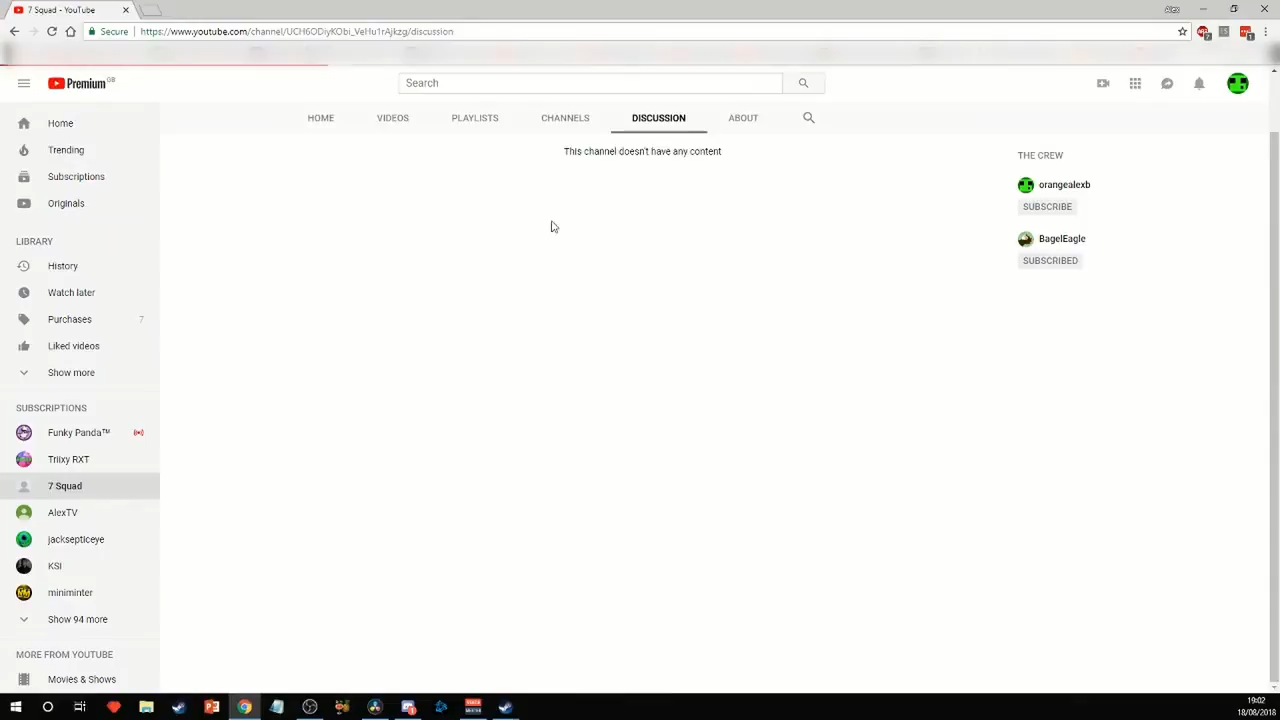 7 Squad - YouTube
Alex
Secure
https://www.youtube.com/channel/UCH6ODiyKObi_VeHu1rAjkzg/discussion
Premium GB
Search
HOME
VIDEOS
PLAYLISTS
CHANNELS
DISCUSSION
ABOUT
This channel doesn't have any content
THE CREW
orangealexb
SUBSCRIBE
BagelEagle
SUBSCRIBED
Home
Trending
Subscriptions
Originals
LIBRARY
History
Watch later
Purchases 7
Liked videos
Show more
SUBSCRIPTIONS
Funky Panda™
Triixy RXT
7 Squad
AlexTV
jacksepticeye
KSI
miniminter
Show 94 more
MORE FROM YOUTUBE
Movies & Shows
19:02
18/08/2018